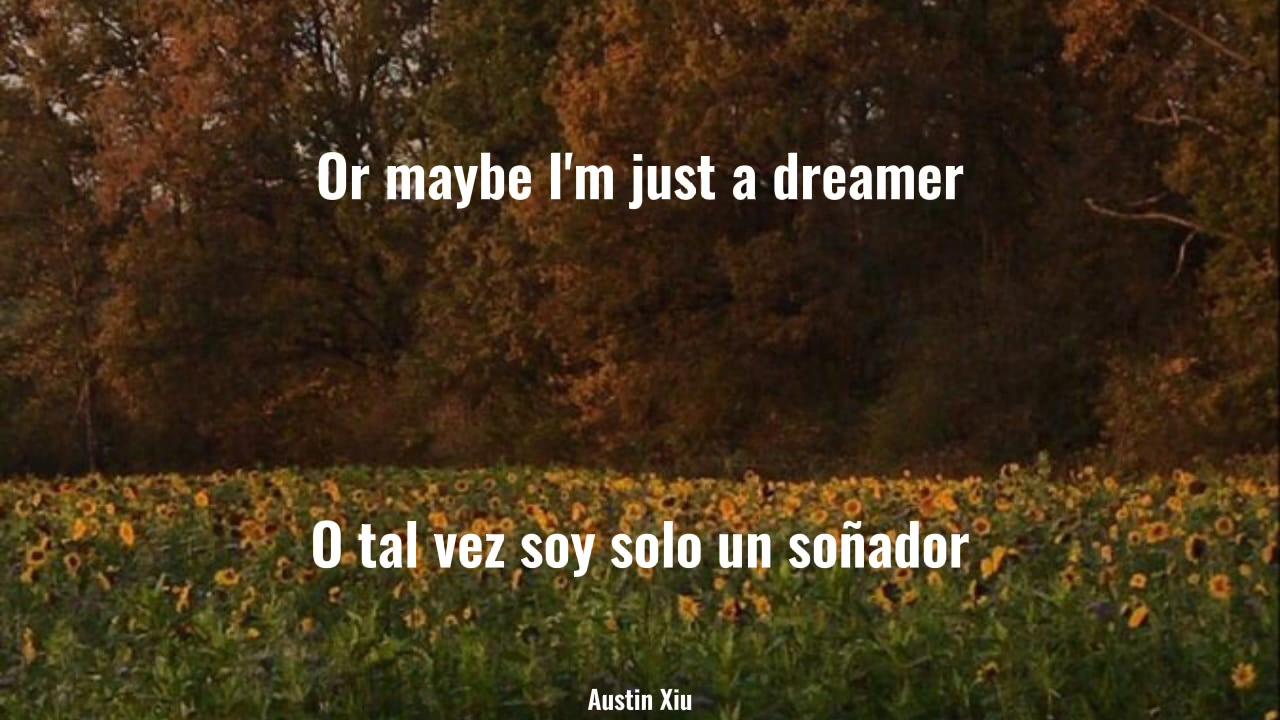 Or maybe I'm just a dreamer
O tal vez soy solo un soñador
Austin Xiu